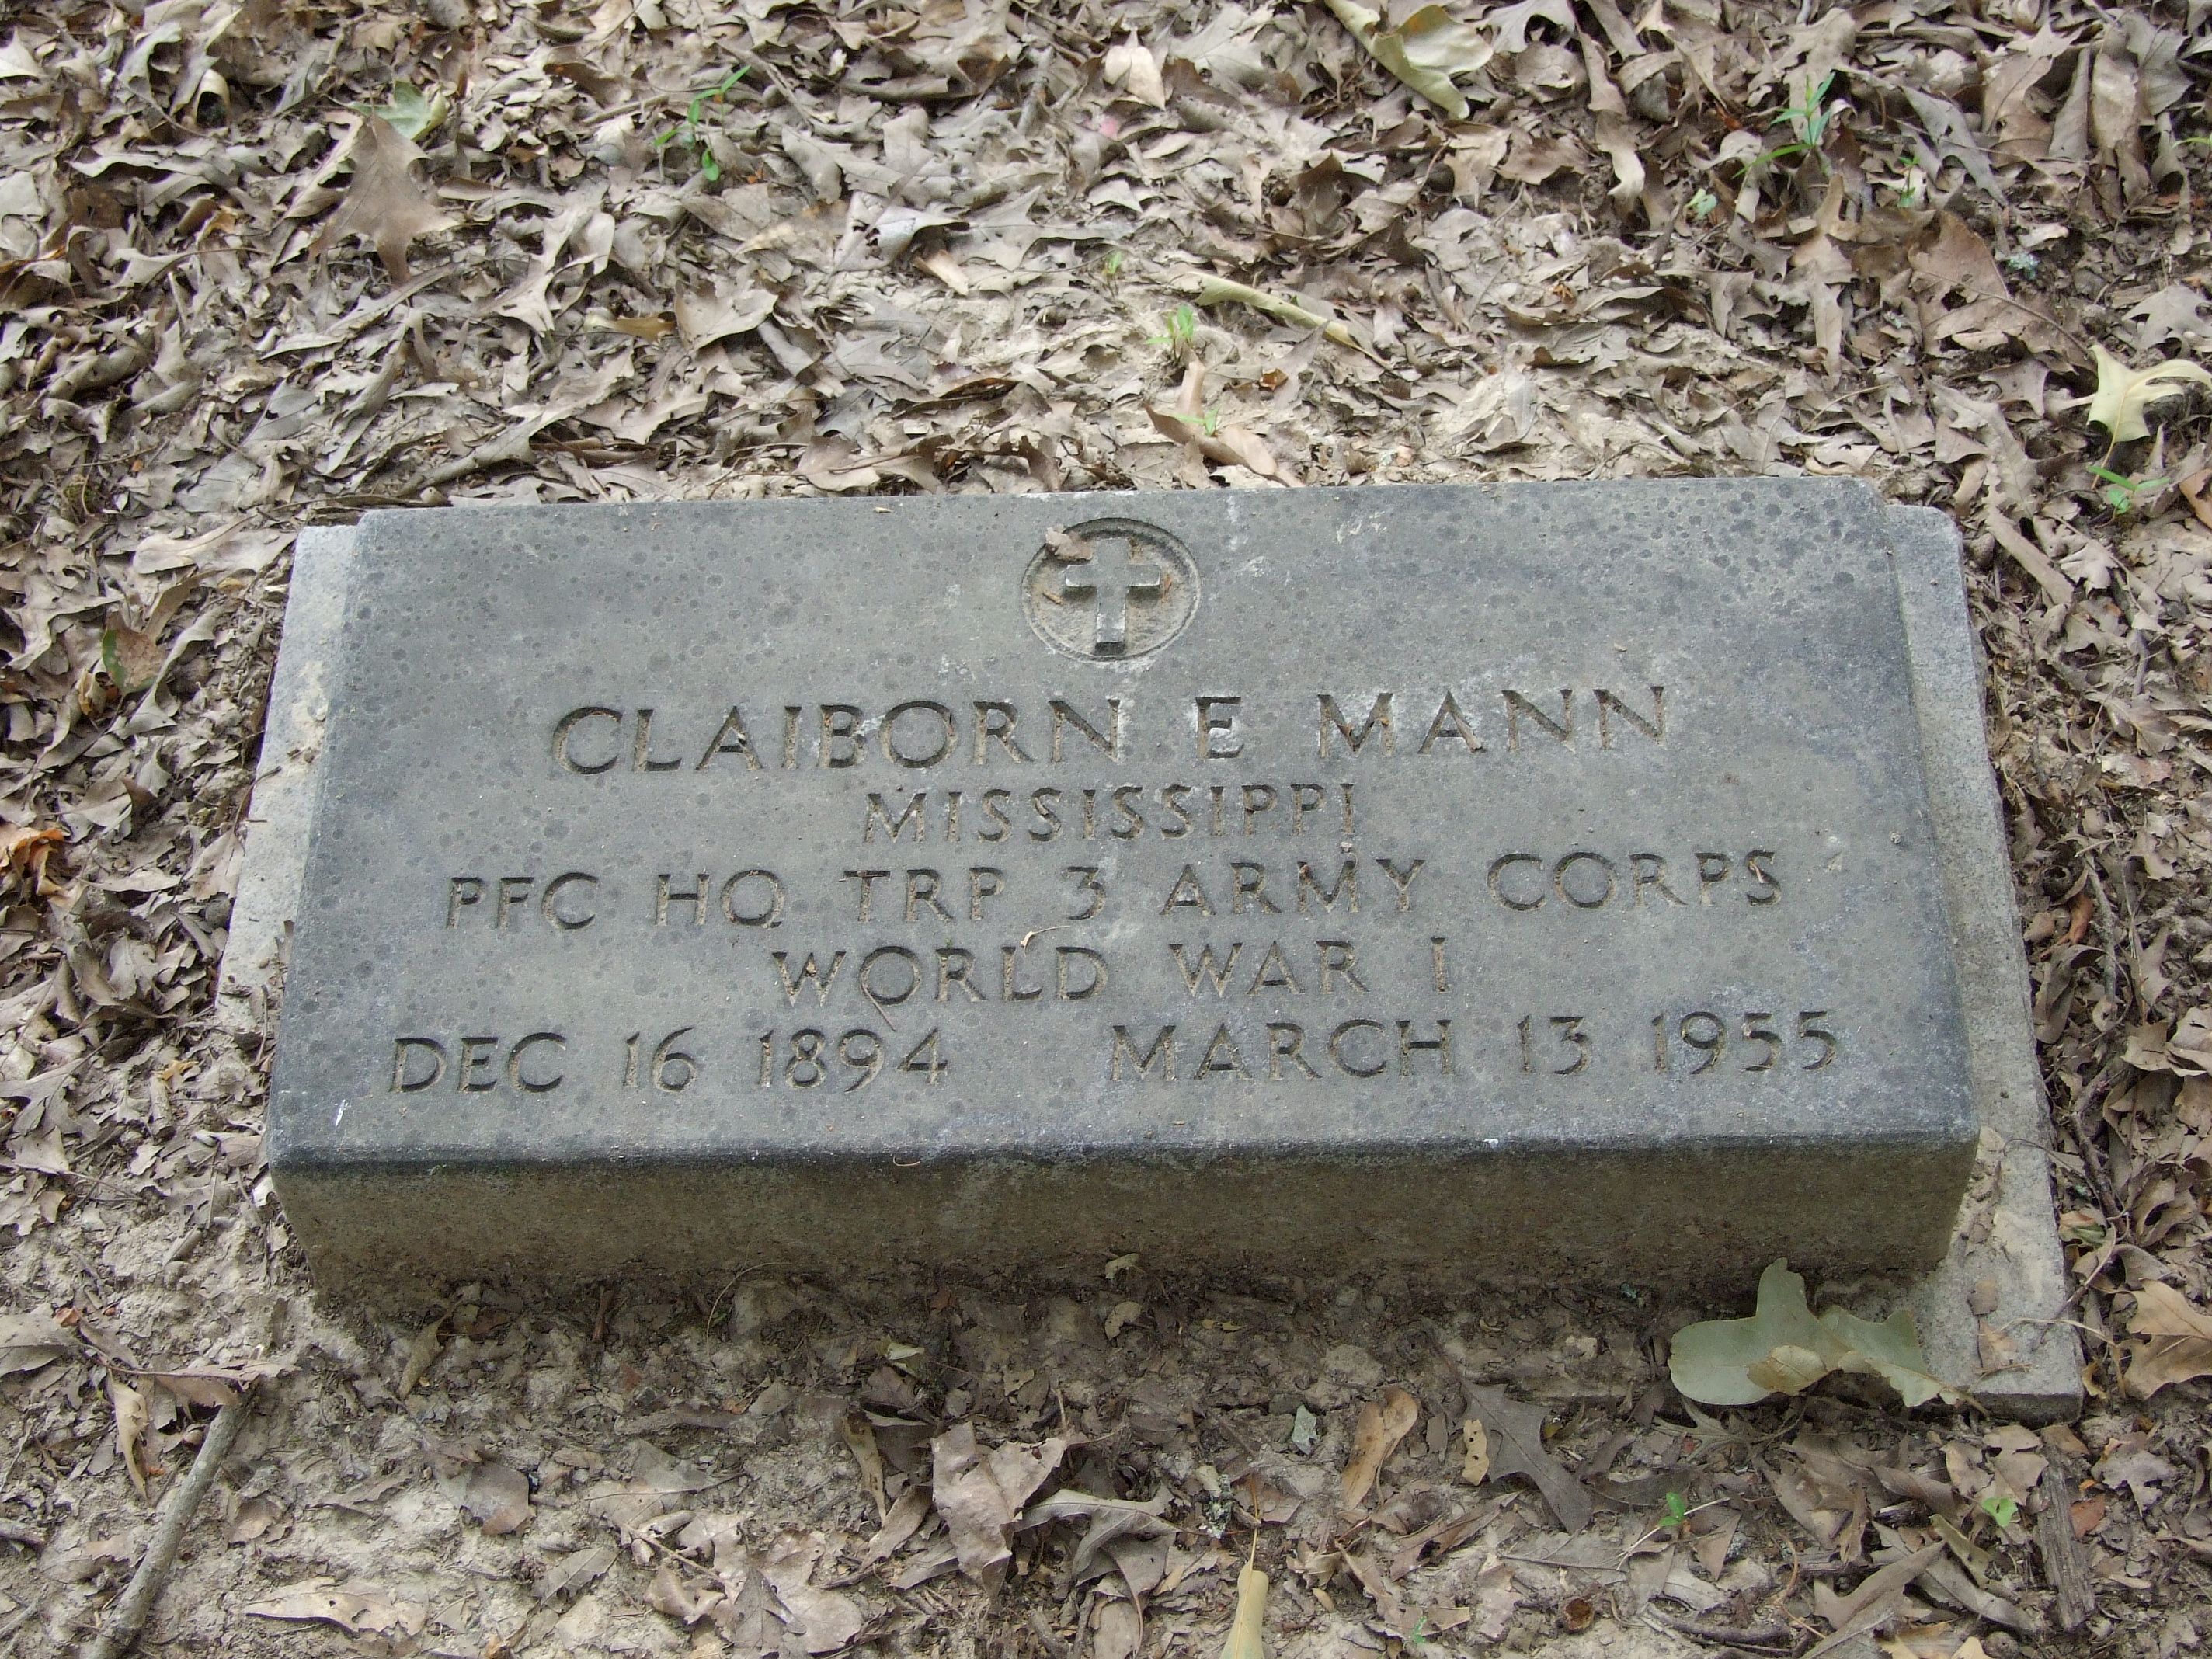 CLAIBORN E MANN
MISSISSIPPI
PFC HQ TRP 3 ARMY CORPS
WORLD WAR I
DEC 16 1894 MARCH 13 1955